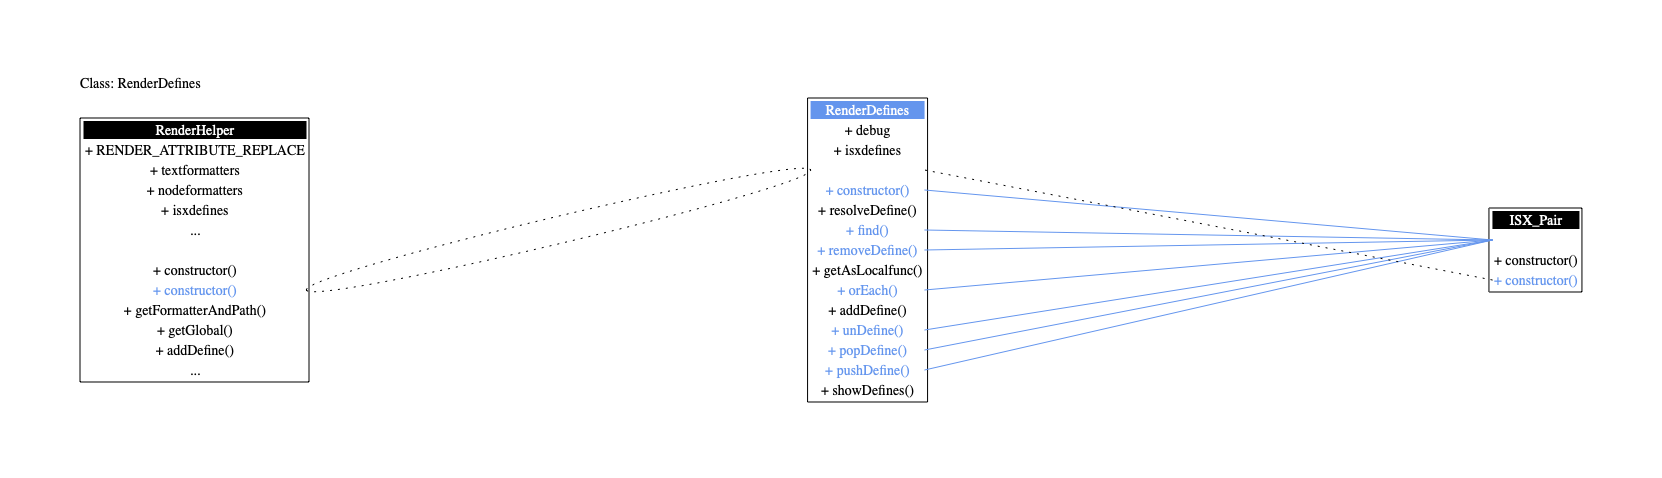 Class: RenderDefines
RenderHelper
+ RENDER_ATTRIBUTE_REPLACE
+ textformatters
+ nodeformatters
+ isxdefines
...
+ constructor()
+ constructor()
+ getFormatterAndPath()
+ getGlobal()
+ addDefine()
...
RenderDefines
+ debug
+ isxdefines
+ constructor()
+ resolveDefine()
+ find()
+ removeDefine()
+ getAsLocalfunc()
+ orEach()
+ addDefine()
+ unDefine()
+ popDefine()
+ pushDefine()
+ showDefines()
ISX_Pair
+ constructor()
+ constructor()